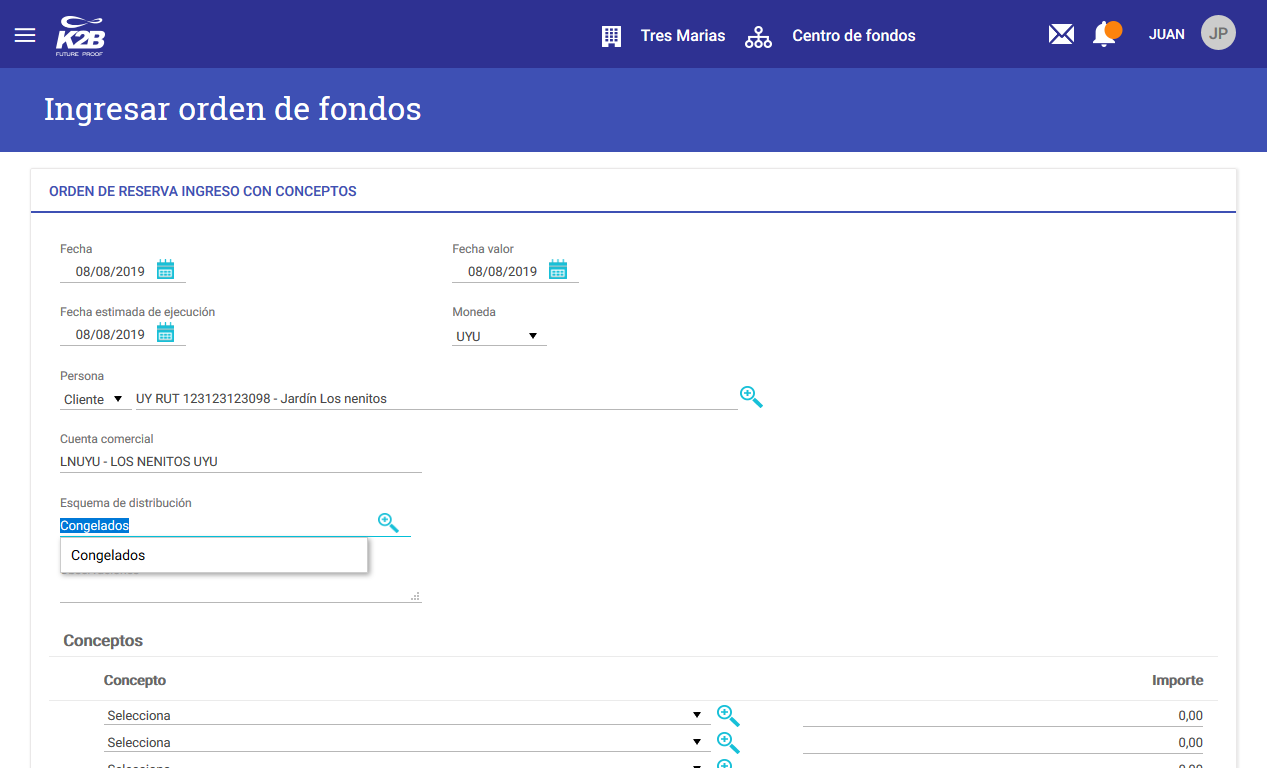 K2B
FUTURE PROOF
Tres Marias
Centro de fondos
JUAN
JP
Ingresar orden de fondos
ORDEN DE RESERVA INGRESO CON CONCEPTOS
Fecha
Fecha valor
08/08/2019
08/08/2019
Fecha estimada de ejecución
Moneda
08/08/2019
UYU
Persona
Cliente
UY RUT 123123123098 - Jardín Los nenitos
Cuenta comercial
LNUYU - LOS NENITOS UYU
Esquema de distribución
Congelados
Congelados
Conceptos
Concepto
Importe
Selecciona
0,00
Selecciona
0,00
Selecciona
0,00